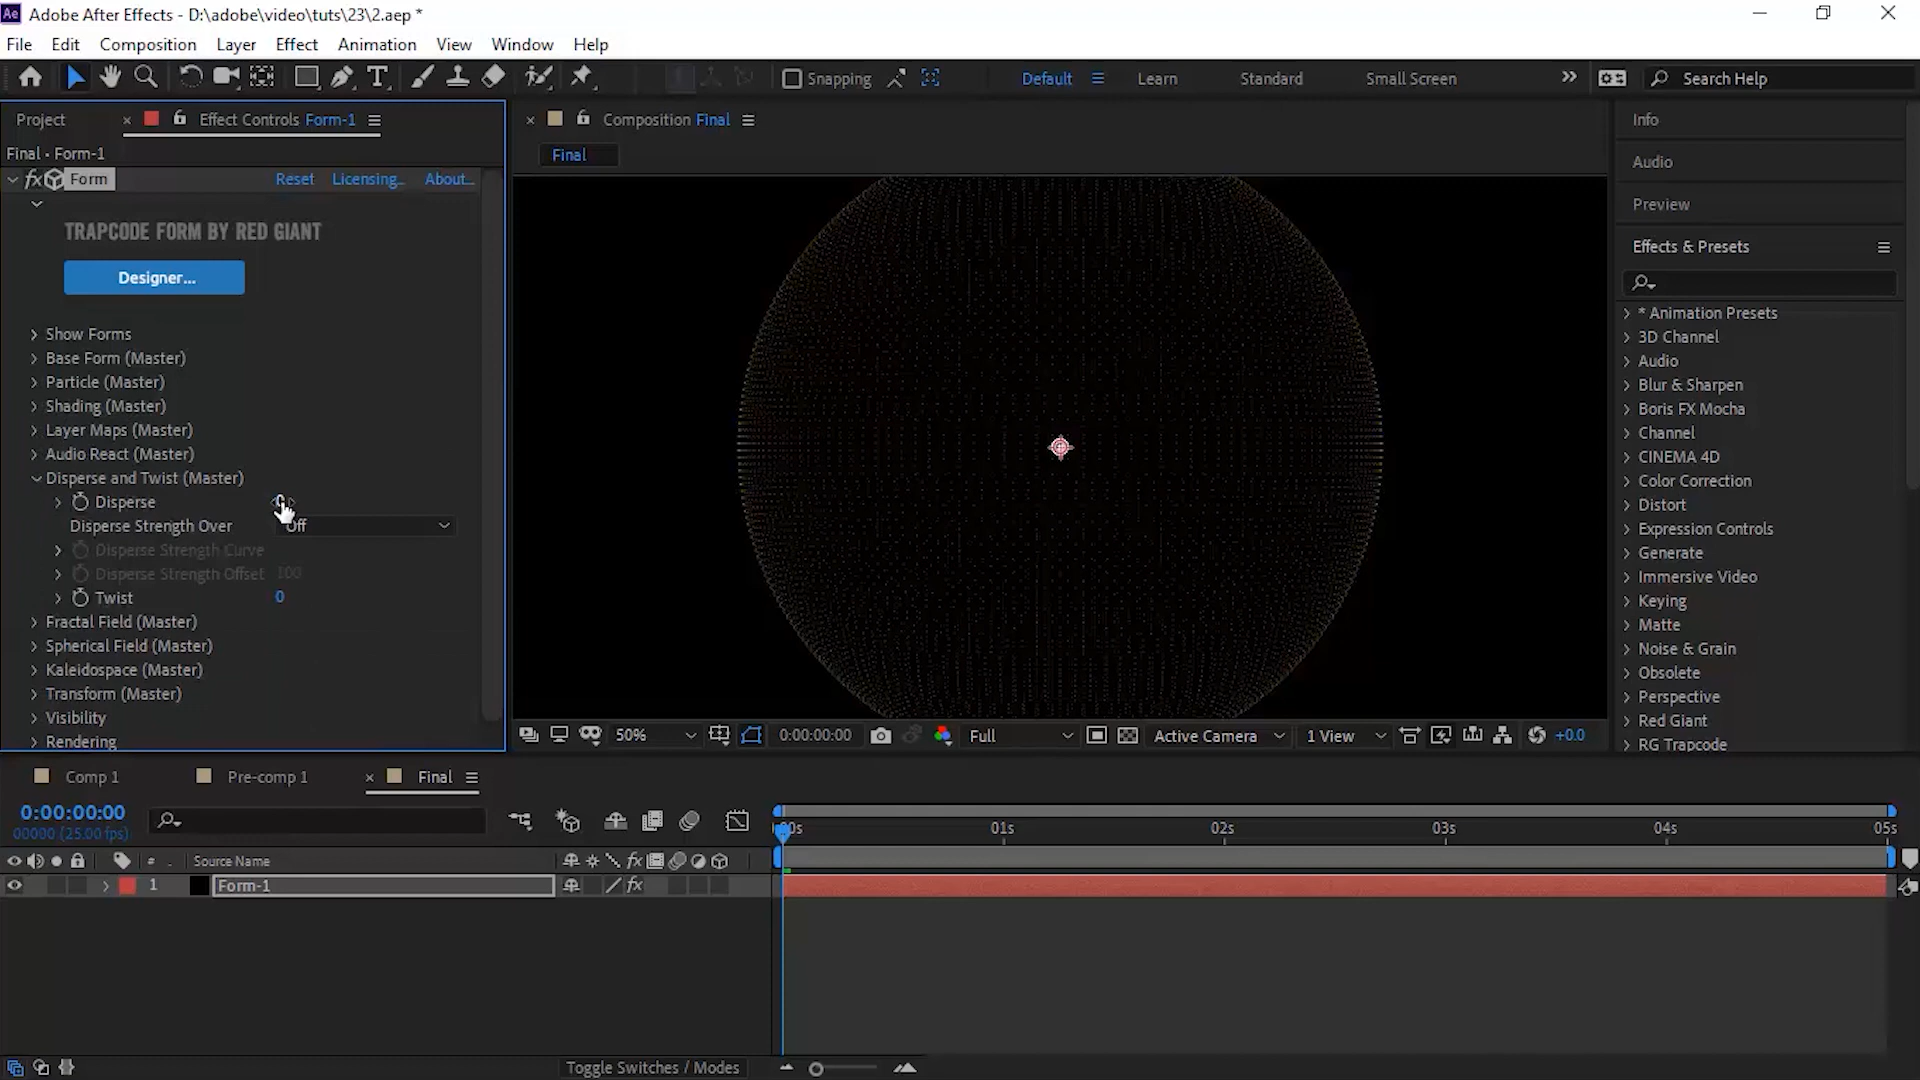 Adobe After Effects - D:\adobe\video\tuts\23\2.aep *
File Edit Composition Layer Effect Animation View Window Help
Snapping Default Learn Standard Small Screen Search Help
Project Effect Controls Form-1
Final • Form-1
fx Form Reset Licensing... About...
TRAPCODE FORM BY RED GIANT
Designer...
Show Forms
Base Form (Master)
Particle (Master)
Shading (Master)
Layer Maps (Master)
Audio React (Master)
Disperse and Twist (Master)
Disperse
Disperse Strength Over Off
Disperse Strength Curve
Disperse Strength Offset 100
Twist 0
Fractal Field (Master)
Spherical Field (Master)
Kaleidospace (Master)
Transform (Master)
Visibility
Rendering
Composition Final
Final
50% 0:00:00:00 Full Active Camera 1 View +0.0
Info
Audio
Preview
Effects & Presets
* Animation Presets
3D Channel
Audio
Blur & Sharpen
Boris FX Mocha
Channel
CINEMA 4D
Color Correction
Distort
Expression Controls
Generate
Immersive Video
Keying
Matte
Noise & Grain
Obsolete
Perspective
Red Giant
RG Trapcode
Comp 1 Pre-comp 1 Final
0:00:00:00
00000 (25.00 fps)
01s 02s 03s 04s 05s
# Source Name
1 Form-1
Toggle Switches / Modes